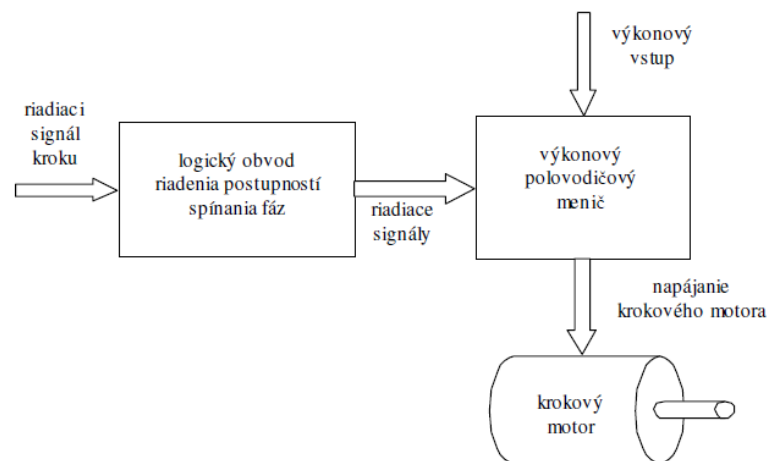 riadiaci
signál
kroku
logický obvod
riadenia postupností
spínania fáz
riadiace
signály
výkonový
vstup
výkonový
polovodičový
menič
napájanie
krokového motora
krokový
motor